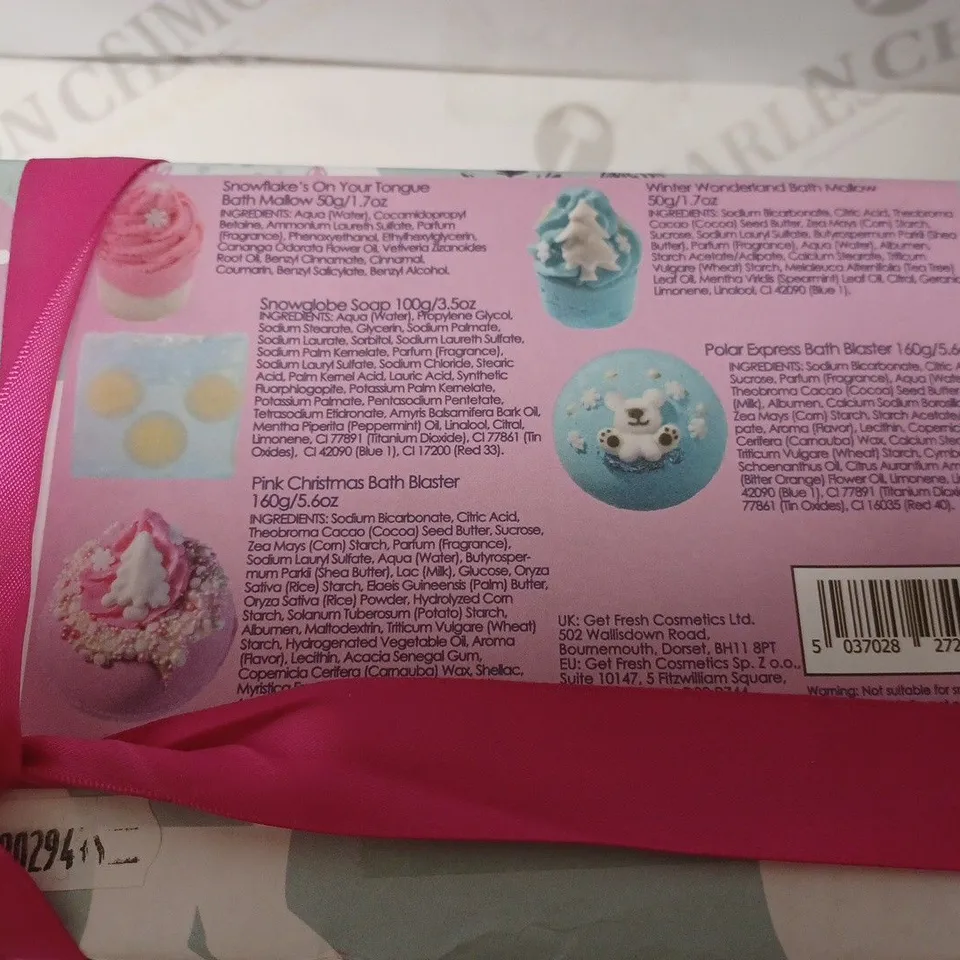 Snowflake's On Your Tongue
Bath Mallow 50g/1.7oz
INGREDIENTS: Aqua (Water), Cocamidopropyl
Betaine, Ammonium Laureth Sulfate, Parfum
(Fragrance), Phenoxyethanol, Ethylhexylglycerin,
Cananga Odorata Flower Oil, Vetiveria Zizanoides
Root Oil, Benzyl Cinnamate, Cinnamal,
Coumarin, Benzyl Salicylate, Benzyl Alcohol.
Snowglobe Soap 100g/3.5oz
INGREDIENTS: Aqua (Water), Propylene Glycol,
Sodium Stearate, Glycerin, Sodium Palmate,
Sodium Laurate, Sorbitol, Sodium Laureth Sulfate,
Sodium Palm Kernelate, Parfum (Fragrance),
Sodium Lauryl Sulfate, Sodium Chloride, Stearic
Acid, Palm Kernel Acid, Lauric Acid, Synthetic
Fluorphlogopite, Potassium Palm Kernelate,
Potassium Palmate, Pentasodium Pentetate,
Tetrasodium Etidronate, Amyris Balsamifera Bark Oil,
Mentha Piperita (Peppermint) Oil, Linalool, Citral,
Limonene, CI 77891 (Titanium Dioxide), CI 77861 (Tin
Oxides), CI 42090 (Blue 1), CI 17200 (Red 33).
Pink Christmas Bath Blaster
160g/5.6oz
INGREDIENTS: Sodium Bicarbonate, Citric Acid,
Theobroma Cacao (Cocoa) Seed Butter, Sucrose,
Zea Mays (Corn) Starch, Parfum (Fragrance),
Sodium Lauryl Sulfate, Aqua (Water), Butyrosper-
mum Parkii (Shea Butter), Lac (Milk), Glucose, Oryza
Sativa (Rice) Starch, Elaeis Guineensis (Palm) Butter,
Oryza Sativa (Rice) Powder, Hydrolyzed Corn
Starch, Solanum Tuberosum (Potato) Starch,
Albumen, Maltodextrin, Triticum Vulgare (Wheat)
Starch, Hydrogenated Vegetable Oil, Aroma
(Flavor), Lecithin, Acacia Senegal Gum,
Copernicia Cerifera (Carnauba) Wax, Shellac,
Myristica
Winter Wonderland Bath Mallow
50g/1.7oz
INGREDIENTS: Sodium Bicarbonate, Citric Acid, Theobroma
Cacao (Cocoa) Seed Butter, Zea Mays (Corn) Starch,
Sucrose, Sodium Lauryl Sulfate, Butyrospermum Parkii (Shea
Butter), Parfum (Fragrance), Aqua (Water), Albumen,
Starch Acetate/Adipate, Calcium Stearate, Triticum
Vulgare (Wheat) Starch, Melaleuca Alternifolia (Tea Tree)
Leaf Oil, Mentha Viridis (Spearmint) Leaf Oil, Citral, Gerani
Limonene, Linalool, CI 42090 (Blue 1).
Polar Express Bath Blaster 160g/5.6
INGREDIENTS: Sodium Bicarbonate, Citric A
Sucrose, Parfum (Fragrance), Aqua (Wate
Theobroma Cacao (Cocoa) Seed Butter
(Milk), Albumen, Calcium Sodium Borosili
Zea Mays (Corn) Starch, Starch Acetate
pate, Aroma (Flavor), Lecithin, Copernic
Cerifera (Carnauba) Wax, Calcium Stea
Triticum Vulgare (Wheat) Starch, Cymbo
Schoenanthus Oil, Citrus Aurantium Am
(Bitter Orange) Flower Oil, Limonene, Li
42090 (Blue 1), CI 77891 (Titanium Dioxi
77861 (Tin Oxides), CI 16035 (Red 40).
UK: Get Fresh Cosmetics Ltd.
502 Wallisdown Road,
Bournemouth, Dorset, BH11 8PT
EU: Get Fresh Cosmetics Sp. Z o.o.,
Suite 10147, 5 Fitzwilliam Square,
5 037028 272
Warning: Not suitable for
00294